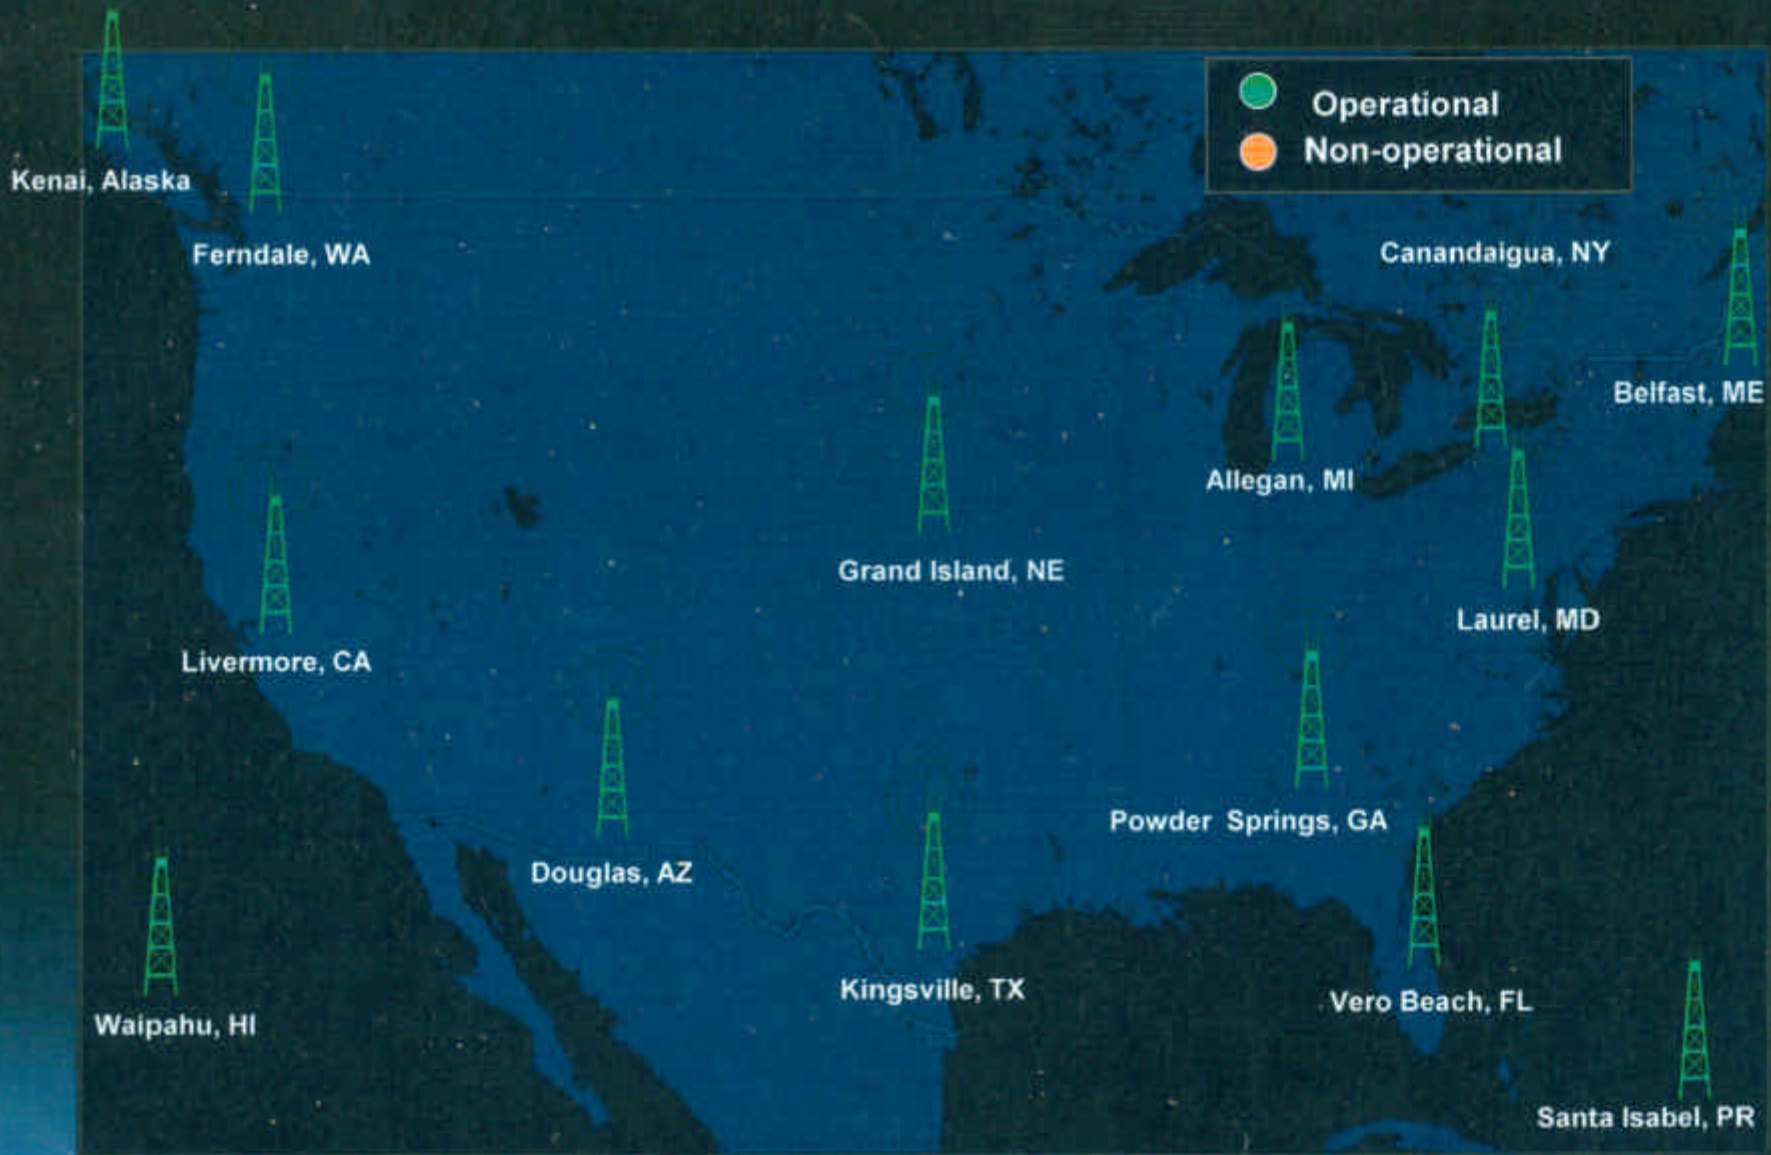 Operational
Non-operational
Kenai, Alaska
Ferndale, WA
Canandaigua, NY
Belfast, ME
Allegan, MI
Grand Island, NE
Laurel, MD
Livermore, CA
Powder Springs, GA
Douglas, AZ
Kingsville, TX
Vero Beach, FL
Waipahu, HI
Santa Isabel, PR